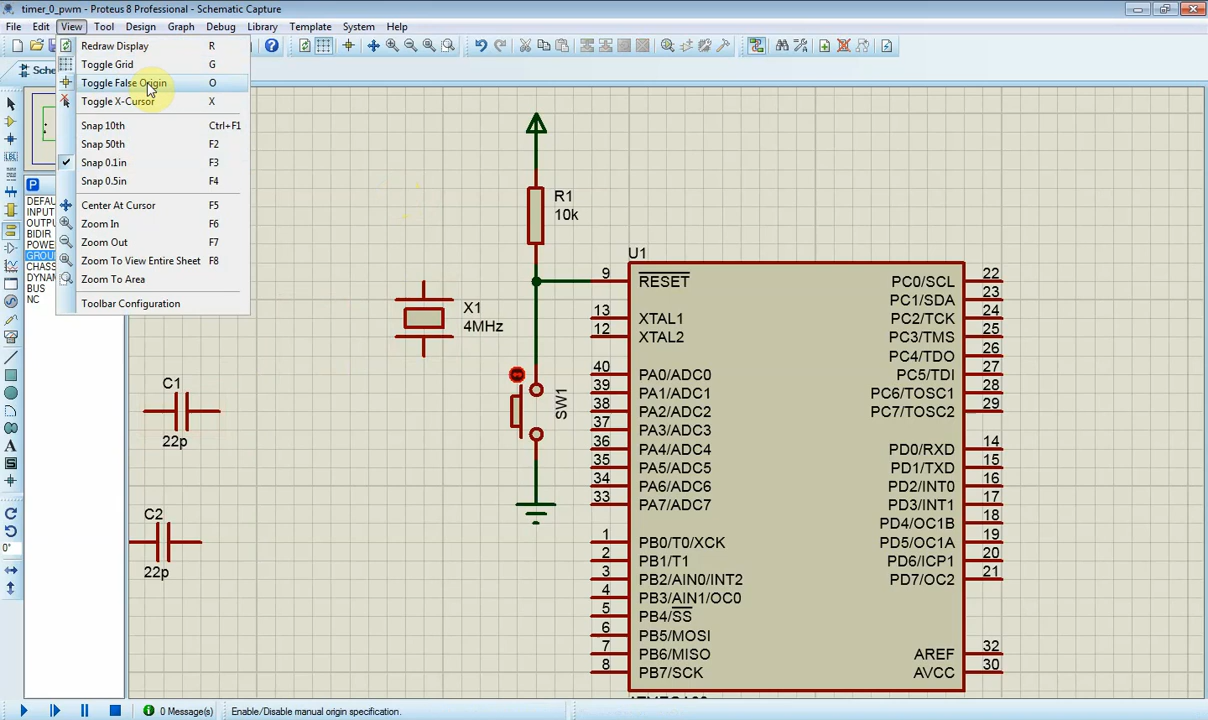 timer_0_pwm - Proteus 8 Professional - Schematic Capture
File Edit View Tool Design Graph Debug Library Template System Help
Redraw Display R
Toggle Grid G
Toggle False Origin O
Toggle X-Cursor X
Snap 10th Ctrl+F1
Snap 50th F2
Snap 0.1in F3
Snap 0.5in F4
Center At Cursor F5
Zoom In F6
Zoom Out F7
Zoom To View Entire Sheet F8
Zoom To Area
Toolbar Configuration
Sche
P
DEFAU
INPUT
OUTPU
BIDIR
POWE
GROU
CHASS
DYNA
BUS
NC
LBL
A
S
0°
R1
10k
X1
4MHz
C1
22p
C2
22p
SW1
U1
9 RESET
13 XTAL1
12 XTAL2
40 PA0/ADC0
39 PA1/ADC1
38 PA2/ADC2
37 PA3/ADC3
36 PA4/ADC4
35 PA5/ADC5
34 PA6/ADC6
33 PA7/ADC7
1 PB0/T0/XCK
2 PB1/T1
3 PB2/AIN0/INT2
4 PB3/AIN1/OC0
5 PB4/SS
6 PB5/MOSI
7 PB6/MISO
8 PB7/SCK
PC0/SCL 22
PC1/SDA 23
PC2/TCK 24
PC3/TMS 25
PC4/TDO 26
PC5/TDI 27
PC6/TOSC1 28
PC7/TOSC2 29
PD0/RXD 14
PD1/TXD 15
PD2/INT0 16
PD3/INT1 17
PD4/OC1B 18
PD5/OC1A 19
PD6/ICP1 20
PD7/OC2 21
AREF 32
AVCC 30
0 Message(s) Enable/Disable manual origin specification.